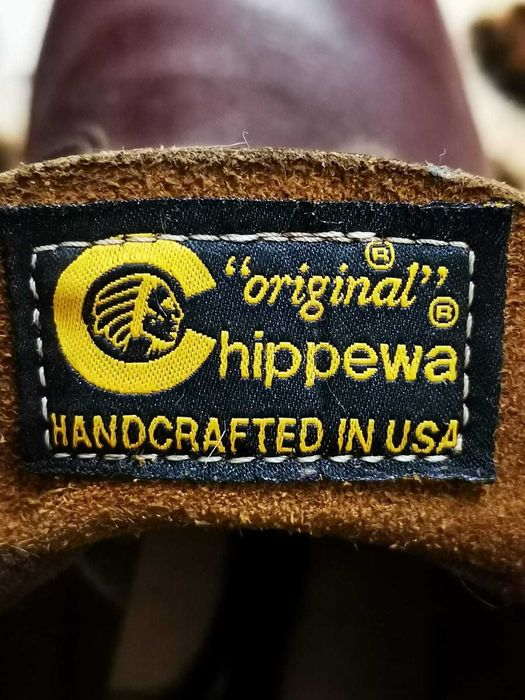 "original"®
Chippewa®
HANDCRAFTED IN USA